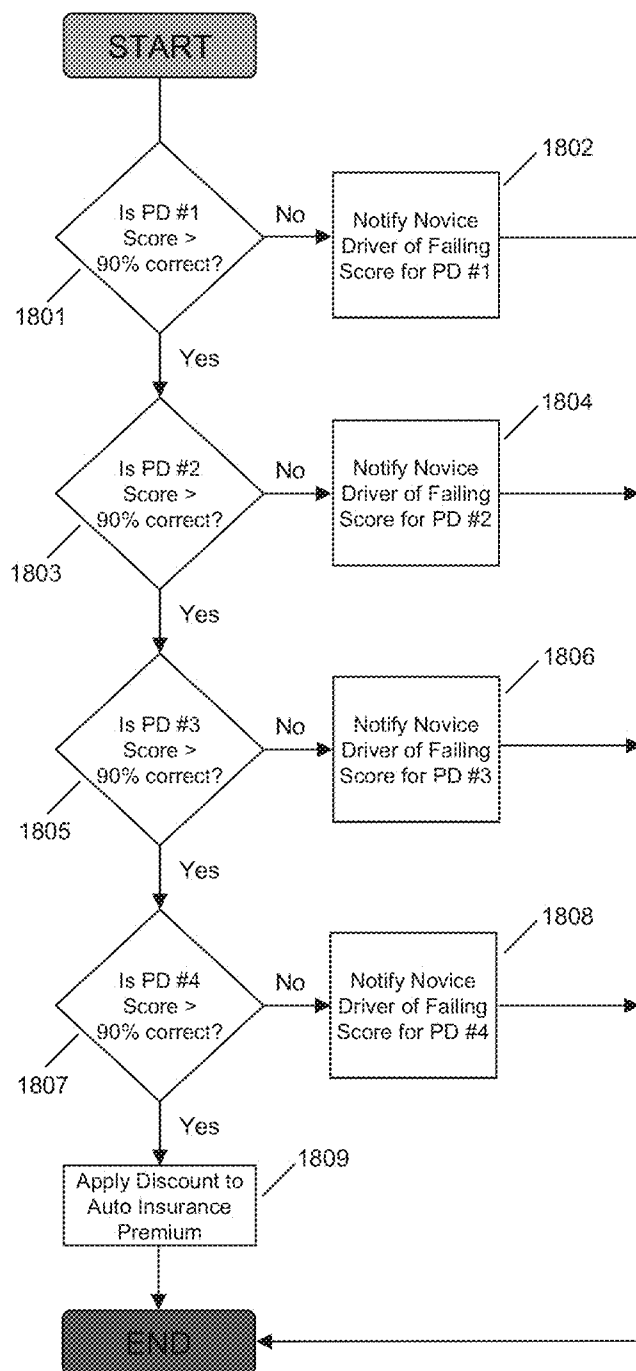 START
Is PD #1
Score >
90% correct?
1801
No
Notify Novice
Driver of Failing
Score for PD #1
1802
Yes
Is PD #2
Score >
90% correct?
1803
No
Notify Novice
Driver of Failing
Score for PD #2
1804
Yes
Is PD #3
Score >
90% correct?
1805
No
Notify Novice
Driver of Failing
Score for PD #3
1806
Yes
Is PD #4
Score >
90% correct?
1807
No
Notify Novice
Driver of Failing
Score for PD #4
1808
Yes
Apply Discount to
Auto Insurance
Premium
1809
END